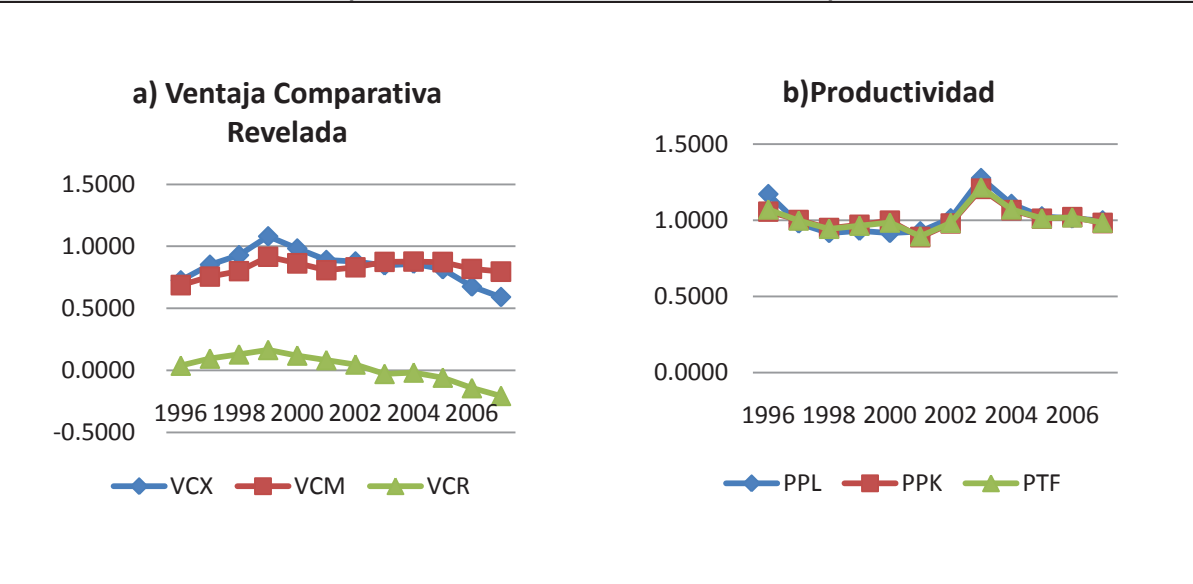 a) Ventaja Comparativa
Revelada
1.5000
1.0000
0.5000
0.0000
-0.5000
1996 1998 2000 2002 2004 2006
VCX VCM VCR
b)Productividad
1.5000
1.0000
0.5000
0.0000
1996 1998 2000 2002 2004 2006
PPL PPK PTF